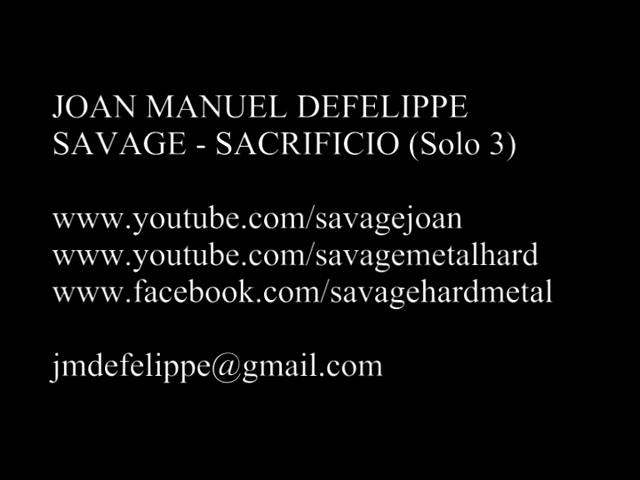 JOAN MANUEL DEFELIPPE
SAVAGE - SACRIFICIO (Solo 3)
www.youtube.com/savagejoan
www.youtube.com/savagemetalhard
www.facebook.com/savagehardmetal
jmdefelippe@gmail.com